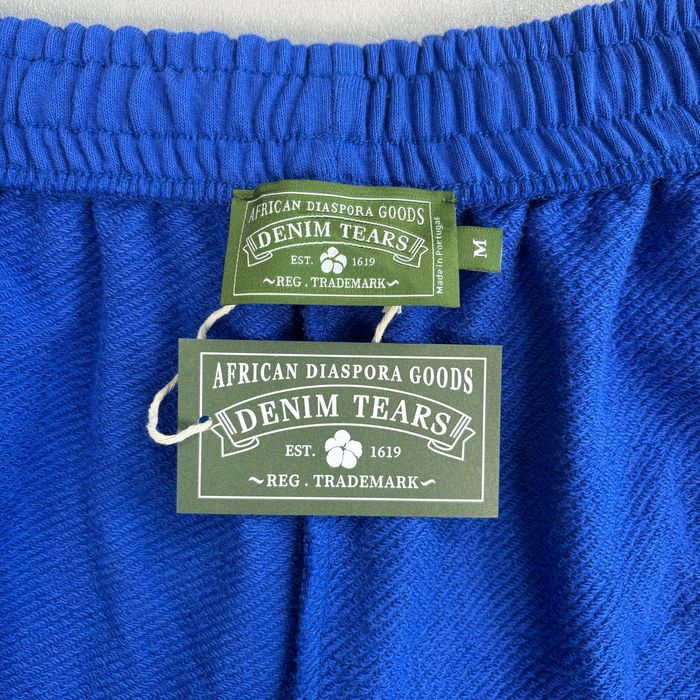 AFRICAN DIASPORA GOODS
DENIM TEARS
EST. 1619
~REG. TRADEMARK~
Made in Portugal
M
AFRICAN DIASPORA GOODS
DENIM TEARS
EST. 1619
~REG. TRADEMARK~